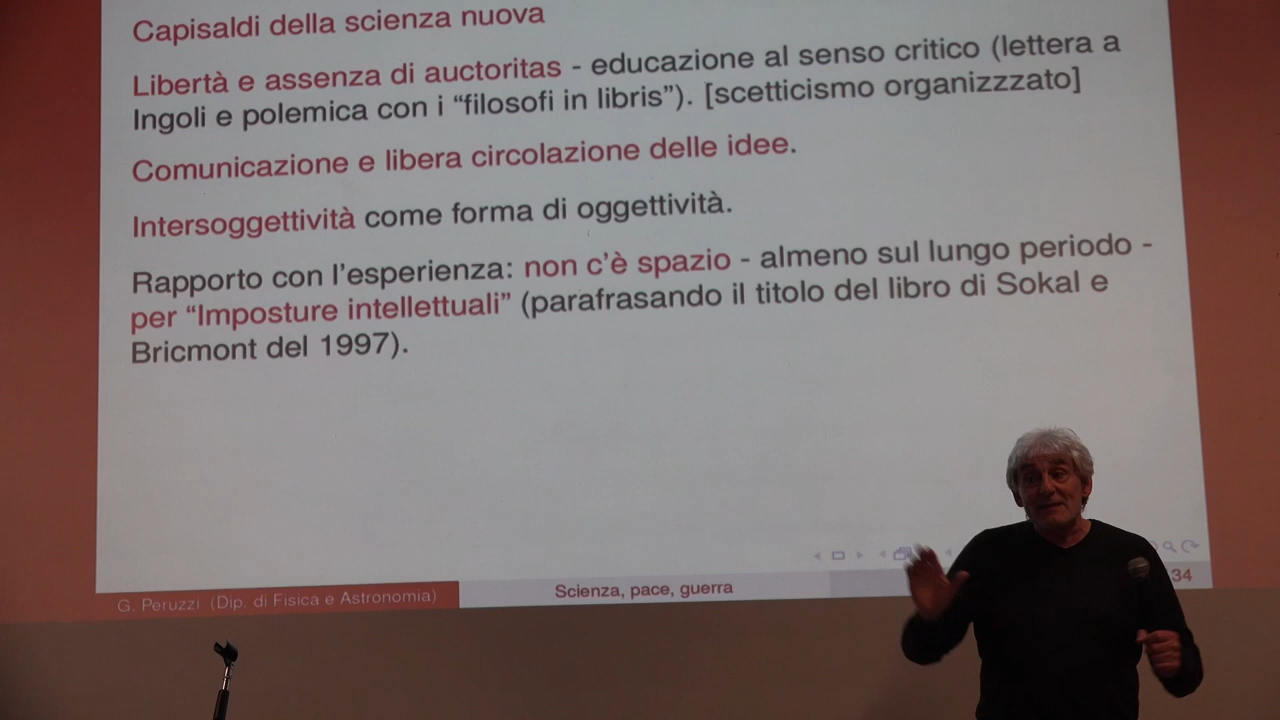 Capisaldi della scienza nuova
Libertà e assenza di auctoritas - educazione al senso critico (lettera a
Ingoli e polemica con i “filosofi in libris”). [scetticismo organizzzato]
Comunicazione e libera circolazione delle idee.
Intersoggettività come forma di oggettività.
Rapporto con l’esperienza: non c’è spazio - almeno sul lungo periodo -
per “Imposture intellettuali” (parafrasando il titolo del libro di Sokal e
Bricmont del 1997).
G. Peruzzi (Dip. di Fisica e Astronomia)
Scienza, pace, guerra
34